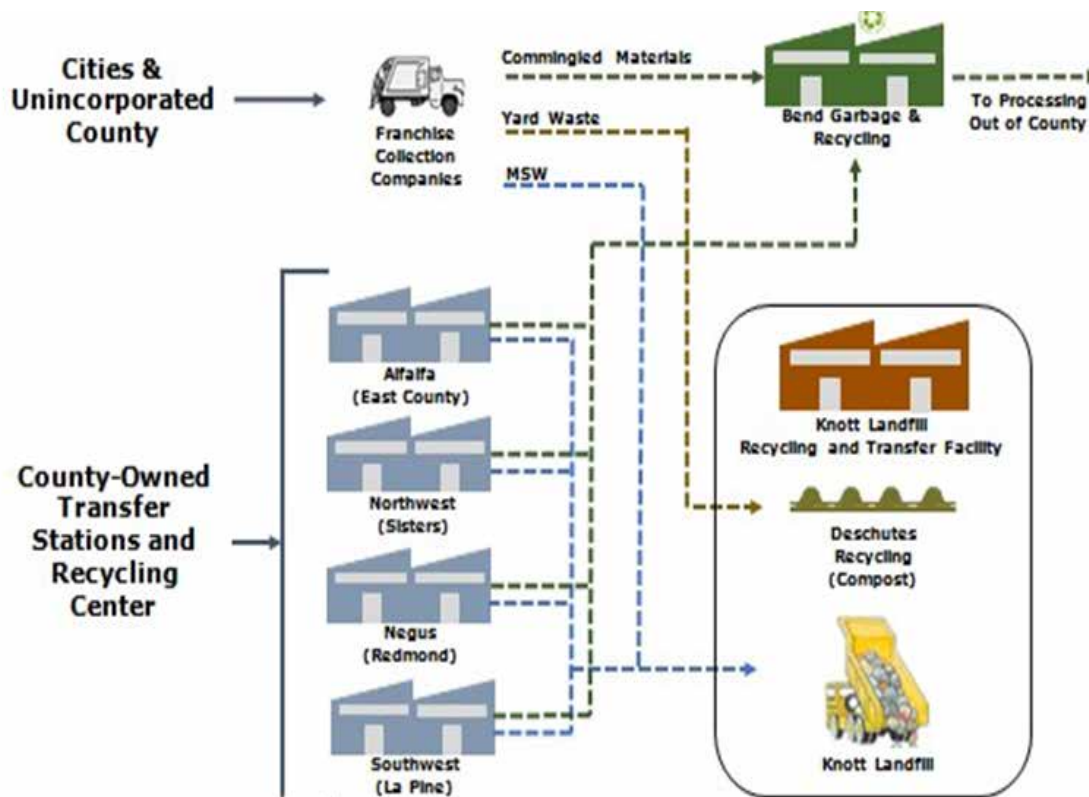 Cities &
Unincorporated
County
Franchise
Collection
Companies
Commingled Materials
Yard Waste
MSW
Bend Garbage &
Recycling
To Processing
Out of County
County-Owned
Transfer
Stations and
Recycling
Center
Alfalfa
(East County)
Northwest
(Sisters)
Negus
(Redmond)
Southwest
(La Pine)
Knott Landfill
Recycling and Transfer Facility
Deschutes
Recycling
(Compost)
Knott Landfill